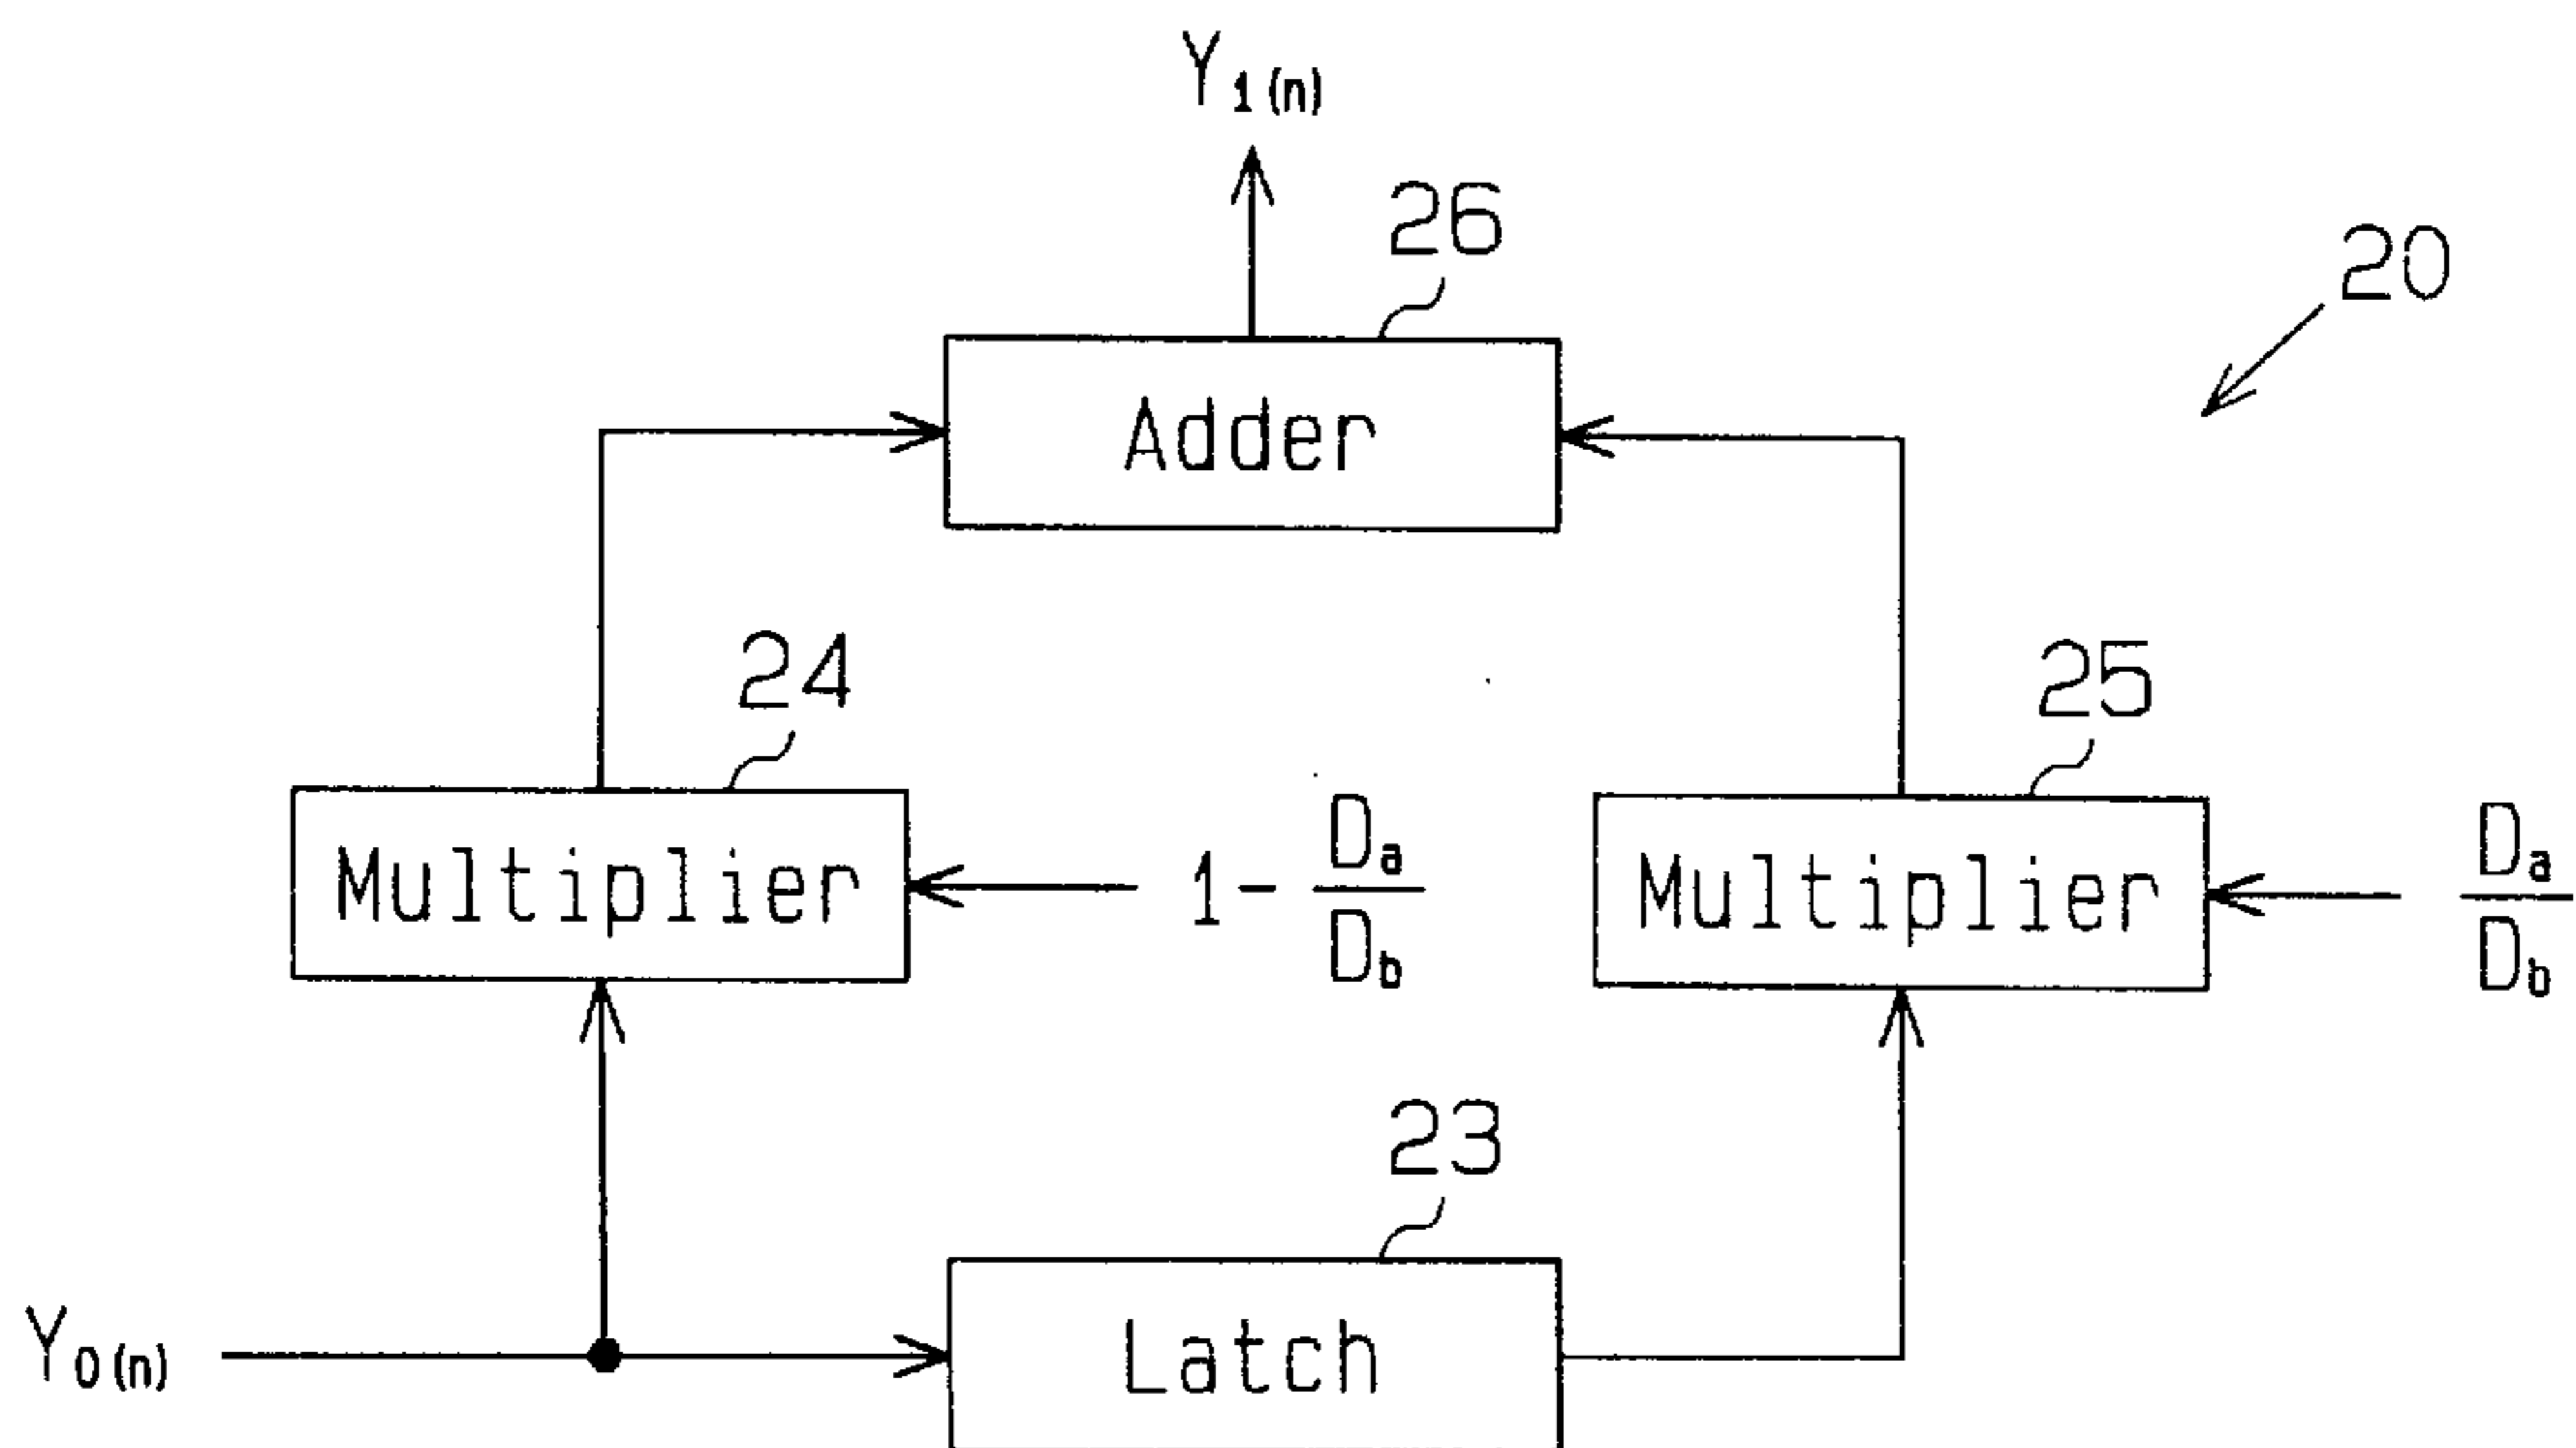 Y1(n)
26
20
Adder
24
25
Multiplier
1 - Da/Db
Multiplier
Da/Db
23
Y0(n)
Latch